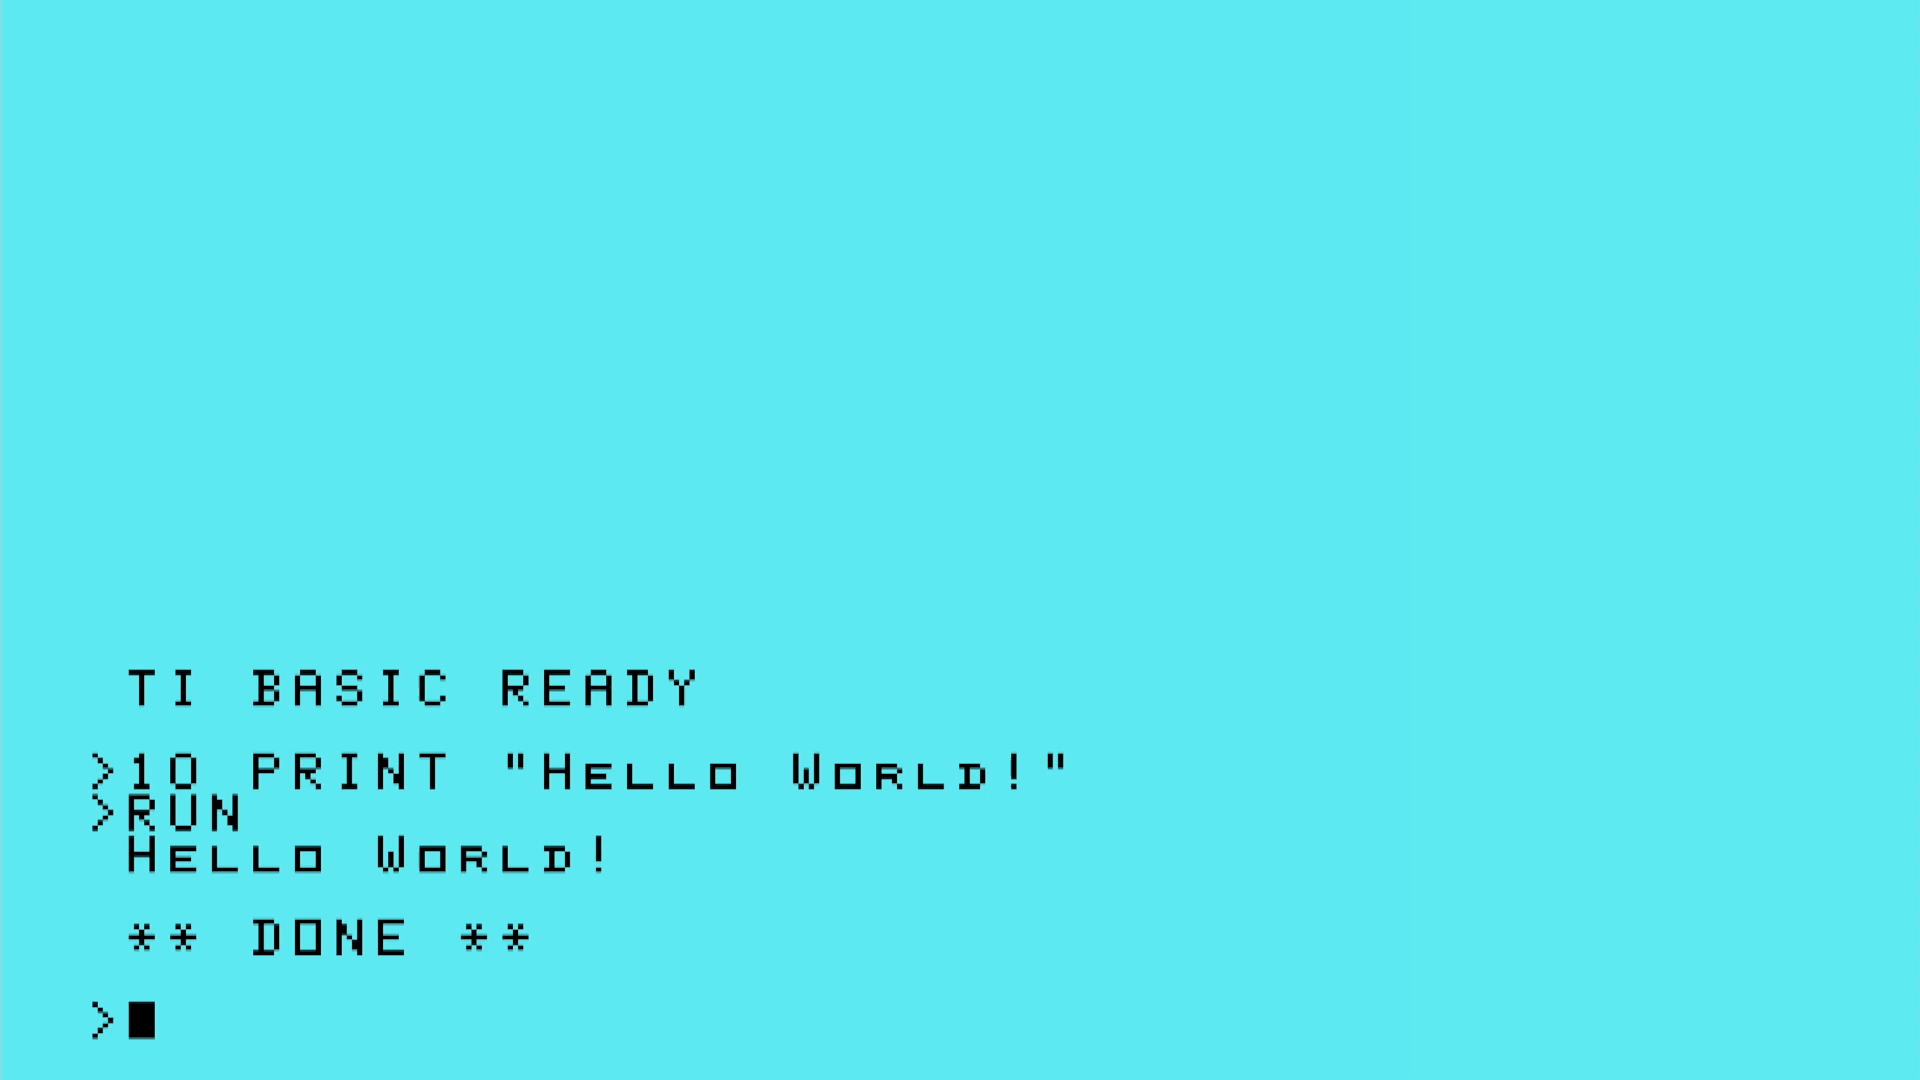 TI BASIC READY
>10 PRINT "Hello World!"
>RUN
Hello World!
** DONE **
>